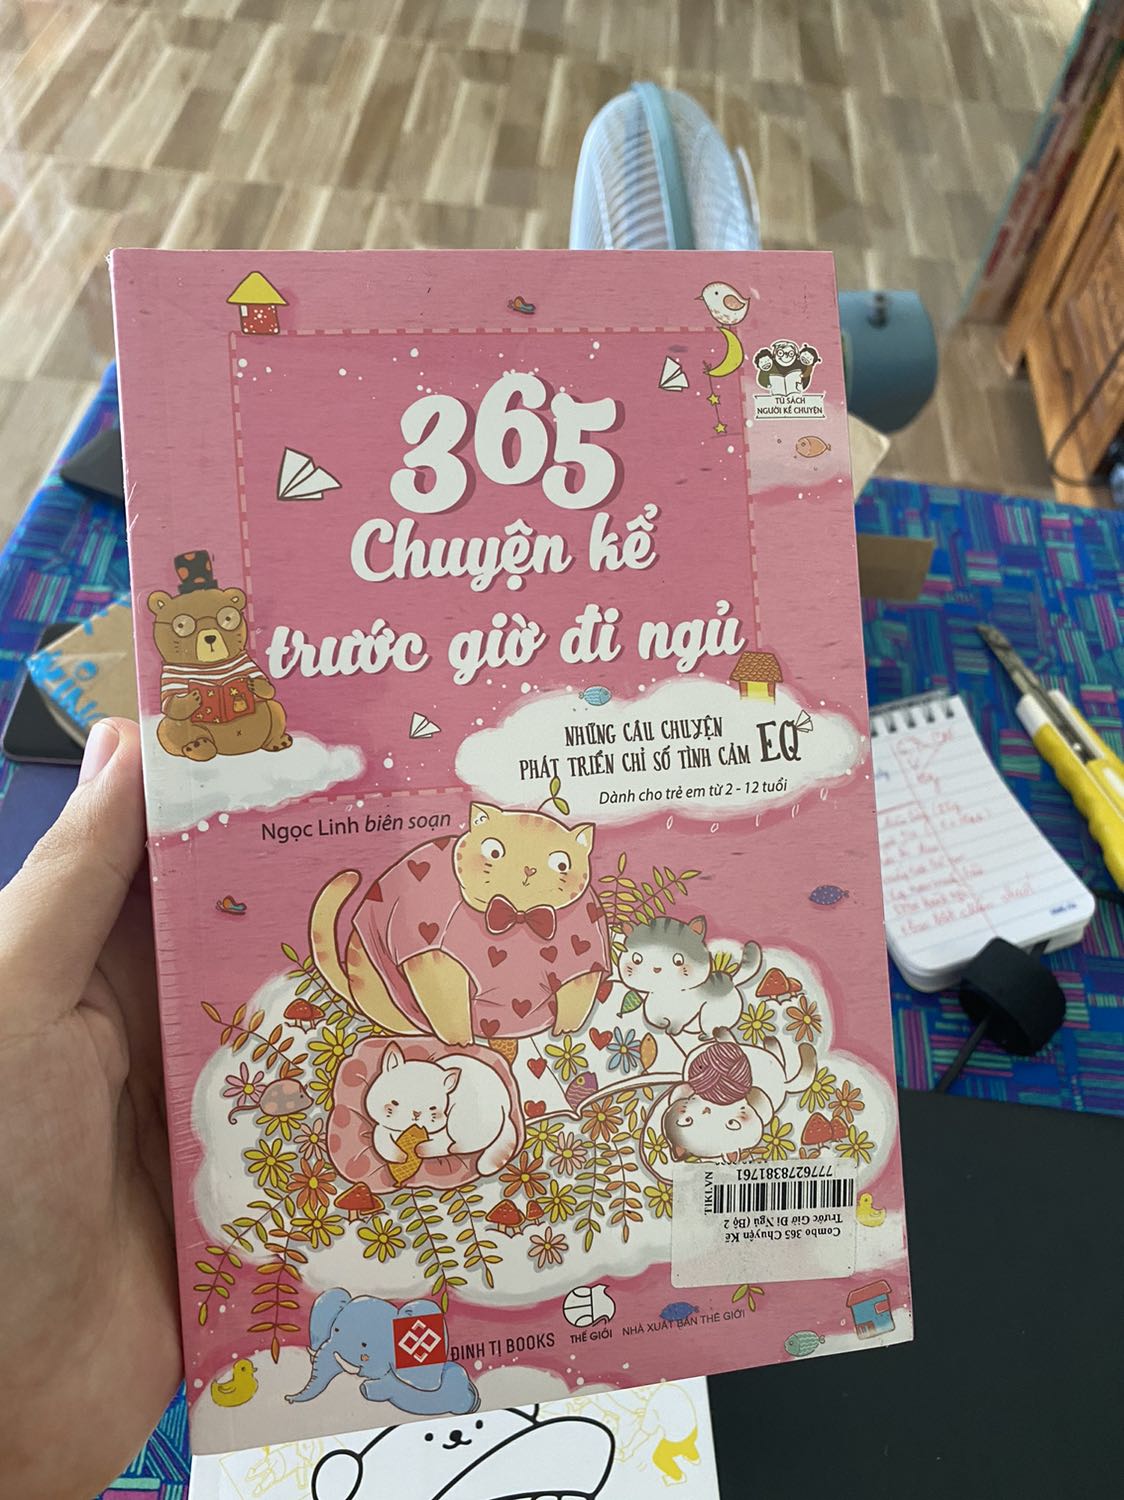 TỦ SÁCH
NGƯỜI KỂ CHUYỆN
365
Chuyện kể
trước giờ đi ngủ
NHỮNG CÂU CHUYỆN
PHÁT TRIỂN CHỈ SỐ TÌNH CẢM EQ
Dành cho trẻ em từ 2 - 12 tuổi
Ngọc Linh biên soạn
Combo 365 Chuyện Kể
Trước Giờ Đi Ngủ (Bộ 2
TIKI.VN
7776278381761
ĐINH TỊ BOOKS
THẾ GIỚI
NHÀ XUẤT BẢN THẾ GIỚI